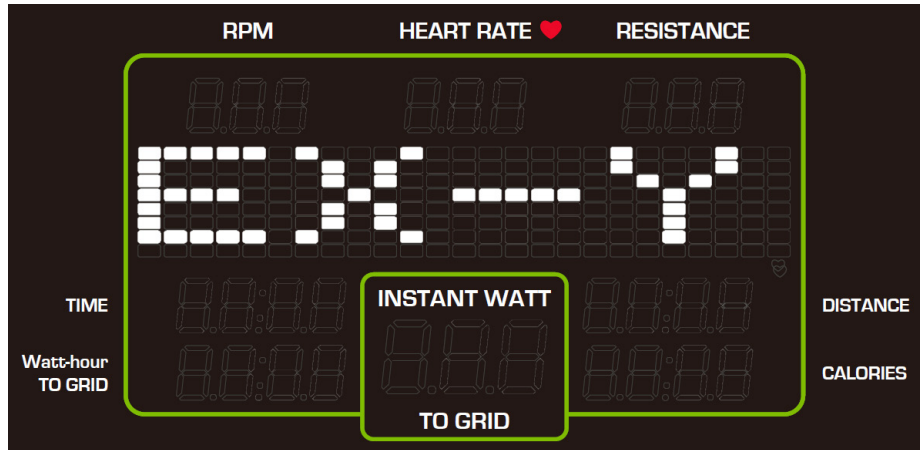 RPM HEART RATE RESISTANCE
EX-Y
TIME INSTANT WATT DISTANCE
Watt-hour
TO GRID CALORIES
TO GRID